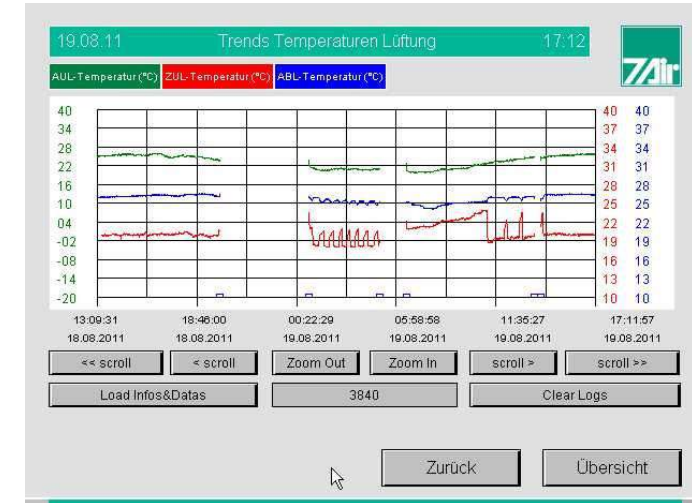 19.08.11 Trends Temperaturen Lüftung 17:12
7Air
AUL-Temperatur (°C) ZUL-Temperatur (°C) ABL-Temperatur (°C)
40 40 40
34 37 37
28 34 34
22 31 31
16 28 28
10 25 25
04 22 22
-02 19 19
-08 16 16
-14 13 13
-20 10 10
13:09:31 18:46:00 00:22:29 05:58:58 11:35:27 17:11:57
18.08.2011 18.08.2011 19.08.2011 19.08.2011 19.08.2011 19.08.2011
<< scroll < scroll Zoom Out Zoom In scroll > scroll >>
Load Infos&Datas 3840 Clear Logs
Zurück Übersicht